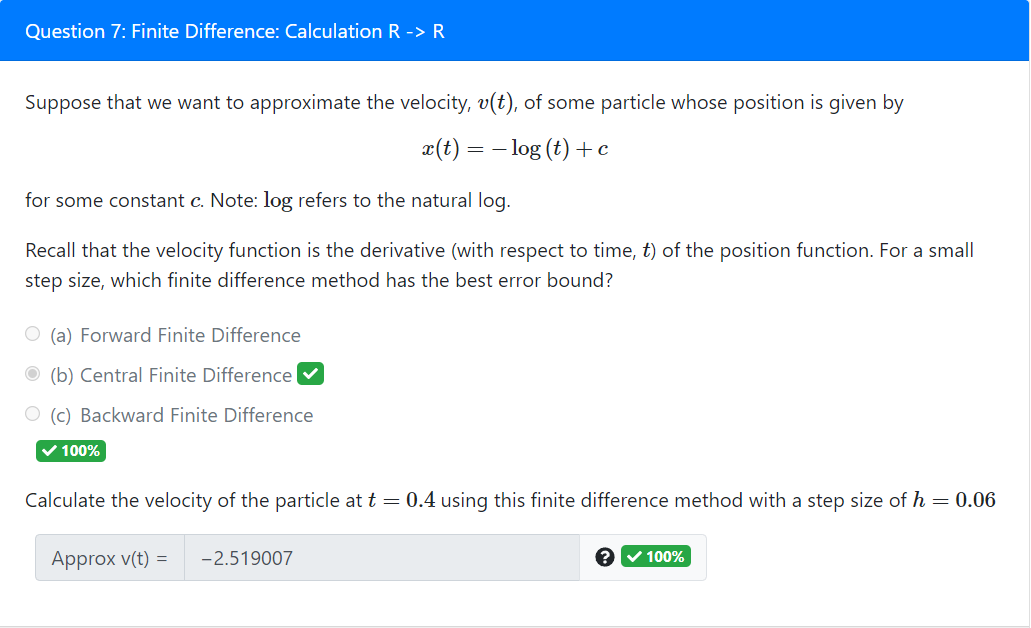 Question 7: Finite Difference: Calculation R -> R
Suppose that we want to approximate the velocity, v(t), of some particle whose position is given by
x(t) = − log (t) + c
for some constant c. Note: log refers to the natural log.
Recall that the velocity function is the derivative (with respect to time, t) of the position function. For a small
step size, which finite difference method has the best error bound?
(a) Forward Finite Difference
(b) Central Finite Difference
(c) Backward Finite Difference
100%
Calculate the velocity of the particle at t = 0.4 using this finite difference method with a step size of h = 0.06
Approx v(t) = −2.519007 ? 100%